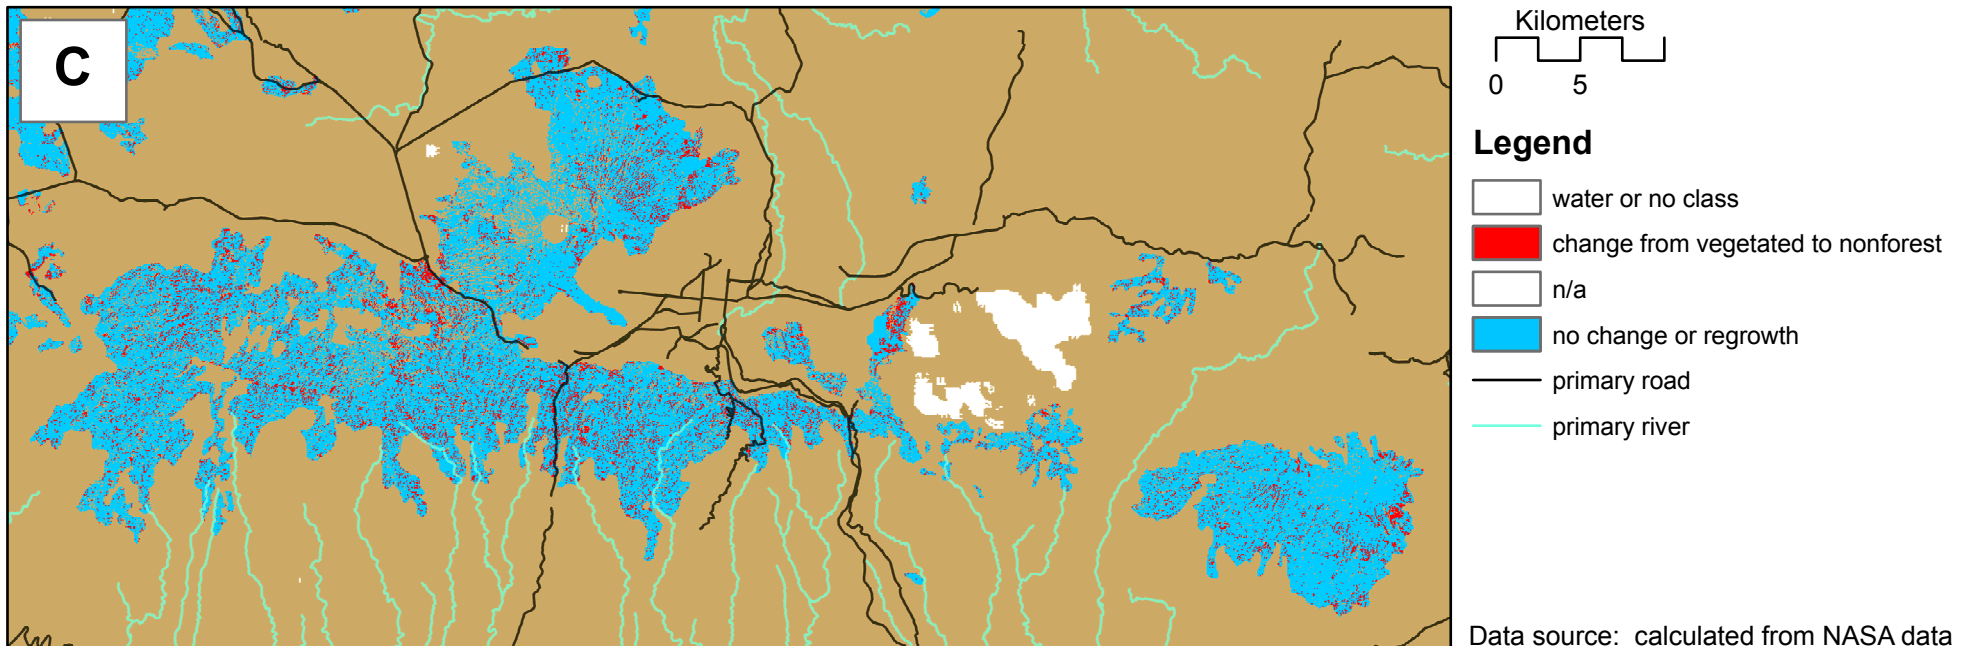 C
Kilometers
0 5
Legend
water or no class
change from vegetated to nonforest
n/a
no change or regrowth
primary road
primary river
Data source: calculated from NASA data